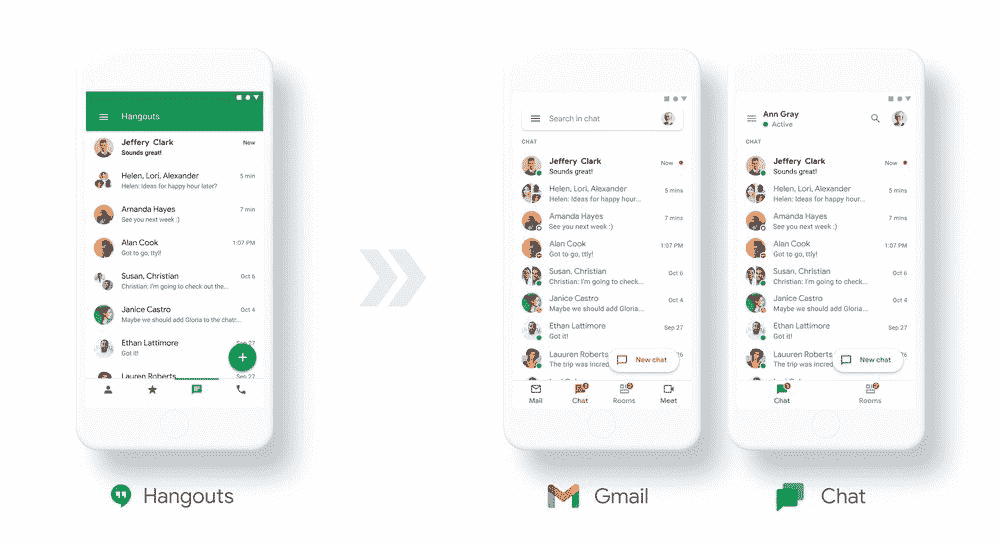 Hangouts
Jeffery Clark
Now
Sounds great!
Helen, Lori, Alexander
5 min
Helen: Ideas for happy hour later?
Amanda Hayes
7 min
See you next week :)
Alan Cook
1:07 PM
Got to go, ttyl!
Susan, Christian
Oct 6
Christian: I'm going to check out the...
Janice Castro
Oct 4
Maybe we should add Gloria to the chat...
Ethan Lattimore
Sep 27
Got it!
Lauren Roberts
Sep 27
Hangouts
Search in chat
CHAT
Jeffery Clark
Now
Sounds great!
Helen, Lori, Alexander
5 mins
Helen: Ideas for happy hour...
Amanda Hayes
7 mins
See you next week :)
Alan Cook
1:07 PM
Got to go, ttly!
Susan, Christian
Oct 6
Christian: I'm going to check out...
Janice Castro
Oct 4
Maybe we should add Gloria...
Ethan Lattimore
Sep 27
Got it!
Lauuren Roberts
The trip was incred
New chat
Mail
Chat
Rooms
Meet
Gmail
Ann Gray
Active
CHAT
Jeffery Clark
Now
Sounds great!
Helen, Lori, Alexander
5 mins
Helen: Ideas for happy hour...
Amanda Hayes
7 mins
See you next week :)
Alan Cook
1:07 PM
Got to go, ttly!
Susan, Christian
Oct 6
Christian: I'm going to check out...
Janice Castro
Oct 4
Maybe we should add Gloria...
Ethan Lattimore
Sep 27
Got it!
Lauuren Roberts
The trip was incred
New chat
Chat
Rooms
Chat